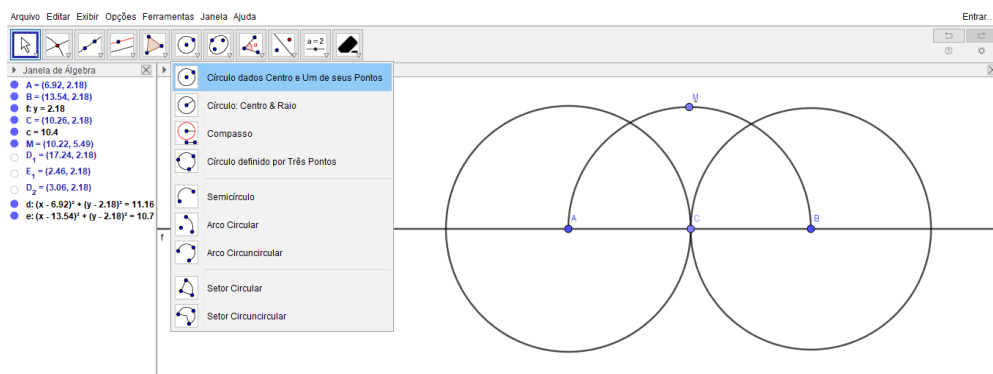 Arquivo Editar Exibir Opções Ferramentas Janela Ajuda Entrar...
a = 2
Janela de Álgebra
A = (6.92, 2.18)
B = (13.54, 2.18)
f: y = 2.18
C = (10.26, 2.18)
c = 10.4
M = (10.22, 5.49)
D₁ = (17.24, 2.18)
E₁ = (2.46, 2.18)
D₂ = (3.06, 2.18)
d: (x - 6.92)² + (y - 2.18)² = 11.16
e: (x - 13.54)² + (y - 2.18)² = 10.7
Círculo dados Centro e Um de seus Pontos
Círculo: Centro & Raio
Compasso
Círculo definido por Três Pontos
Semicírculo
Arco Circular
Arco Circuncircular
Setor Circular
Setor Circuncircular
M
A
C
B
f